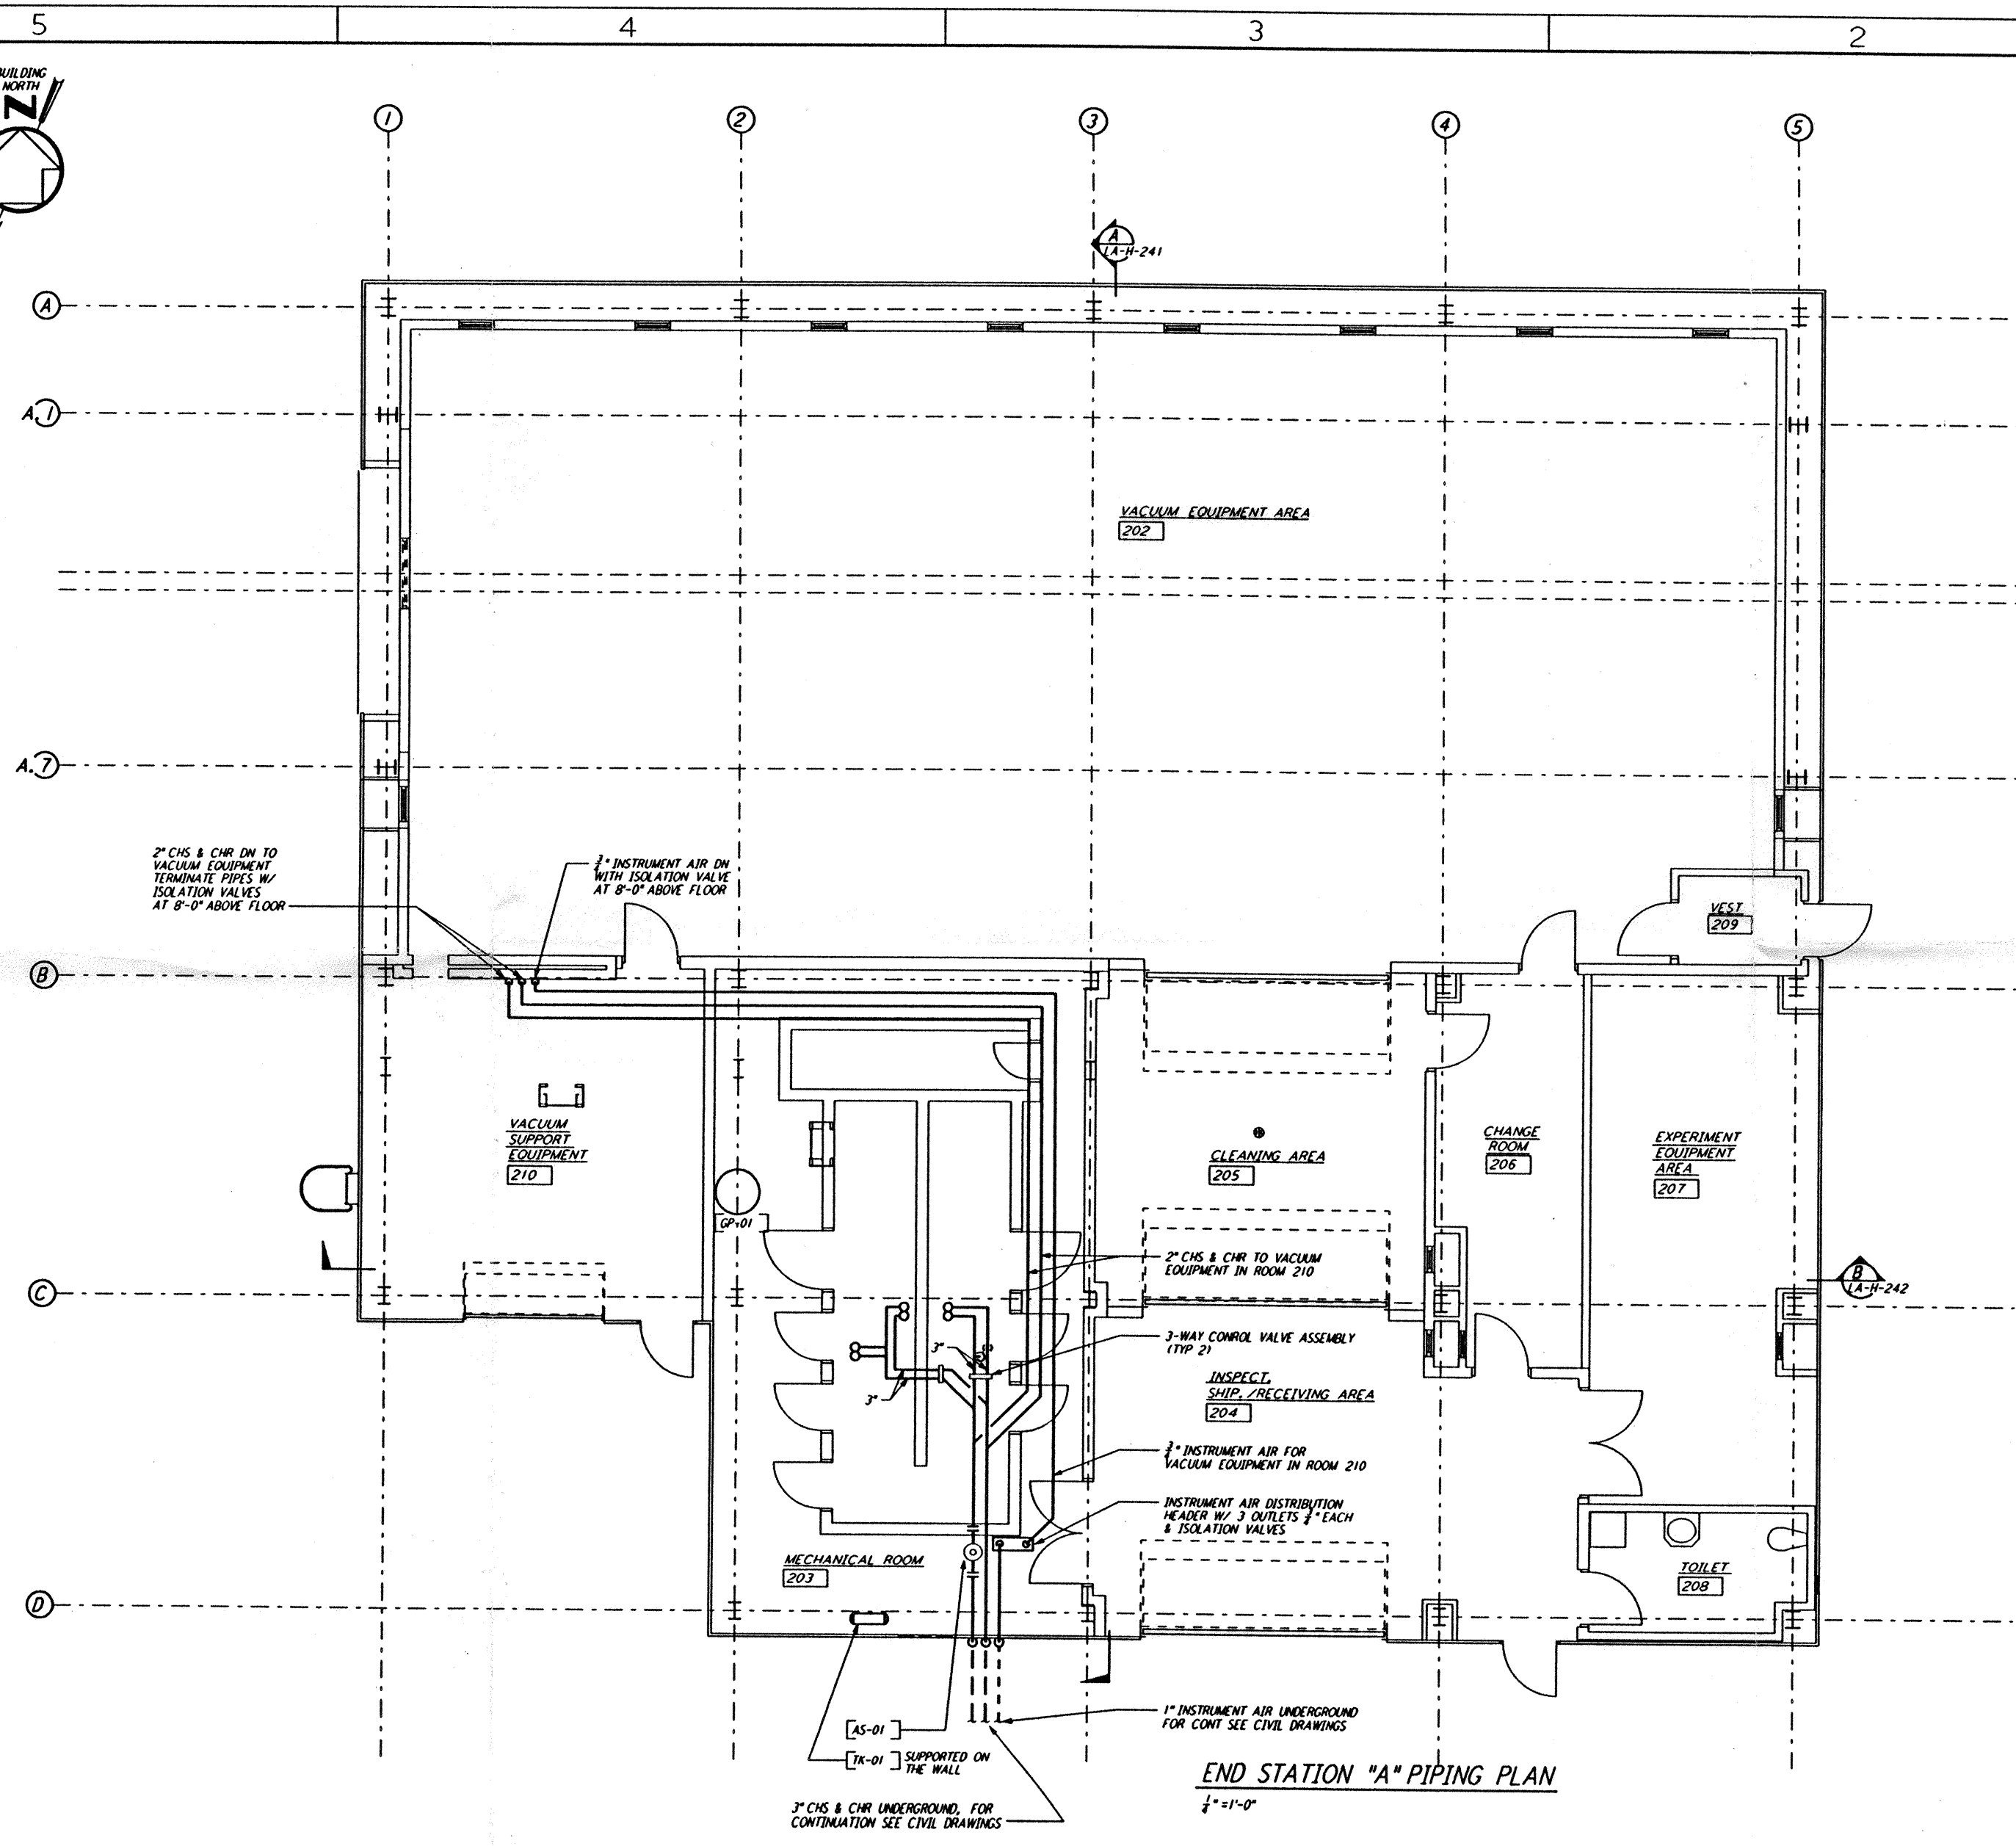 5
4
3
2
BUILDING
NORTH
N
1
2
3
4
5
A
LA-H-241
A
A.1
VACUUM EQUIPMENT AREA
202
A.7
2" CHS & CHR DN TO
VACUUM EQUIPMENT
TERMINATE PIPES W/
ISOLATION VALVES
AT 8'-0" ABOVE FLOOR
3/4" INSTRUMENT AIR DN
WITH ISOLATION VALVE
AT 8'-0" ABOVE FLOOR
VEST
209
B
VACUUM
SUPPORT
EQUIPMENT
210
GP-01
CLEANING AREA
205
CHANGE
ROOM
206
EXPERIMENT
EQUIPMENT
AREA
207
2" CHS & CHR TO VACUUM
EQUIPMENT IN ROOM 210
B
LA-H-242
C
3"
3"
3-WAY CONROL VALVE ASSEMBLY
(TYP 2)
INSPECT,
SHIP./RECEIVING AREA
204
3/4" INSTRUMENT AIR FOR
VACUUM EQUIPMENT IN ROOM 210
INSTRUMENT AIR DISTRIBUTION
HEADER W/ 3 OUTLETS 3/4" EACH
& ISOLATION VALVES
MECHANICAL ROOM
203
TOILET
208
D
AS-01
TK-01 SUPPORTED ON
THE WALL
1" INSTRUMENT AIR UNDERGROUND
FOR CONT SEE CIVIL DRAWINGS
3" CHS & CHR UNDERGROUND, FOR
CONTINUATION SEE CIVIL DRAWINGS
END STATION "A" PIPING PLAN
1/4"=1'-0"